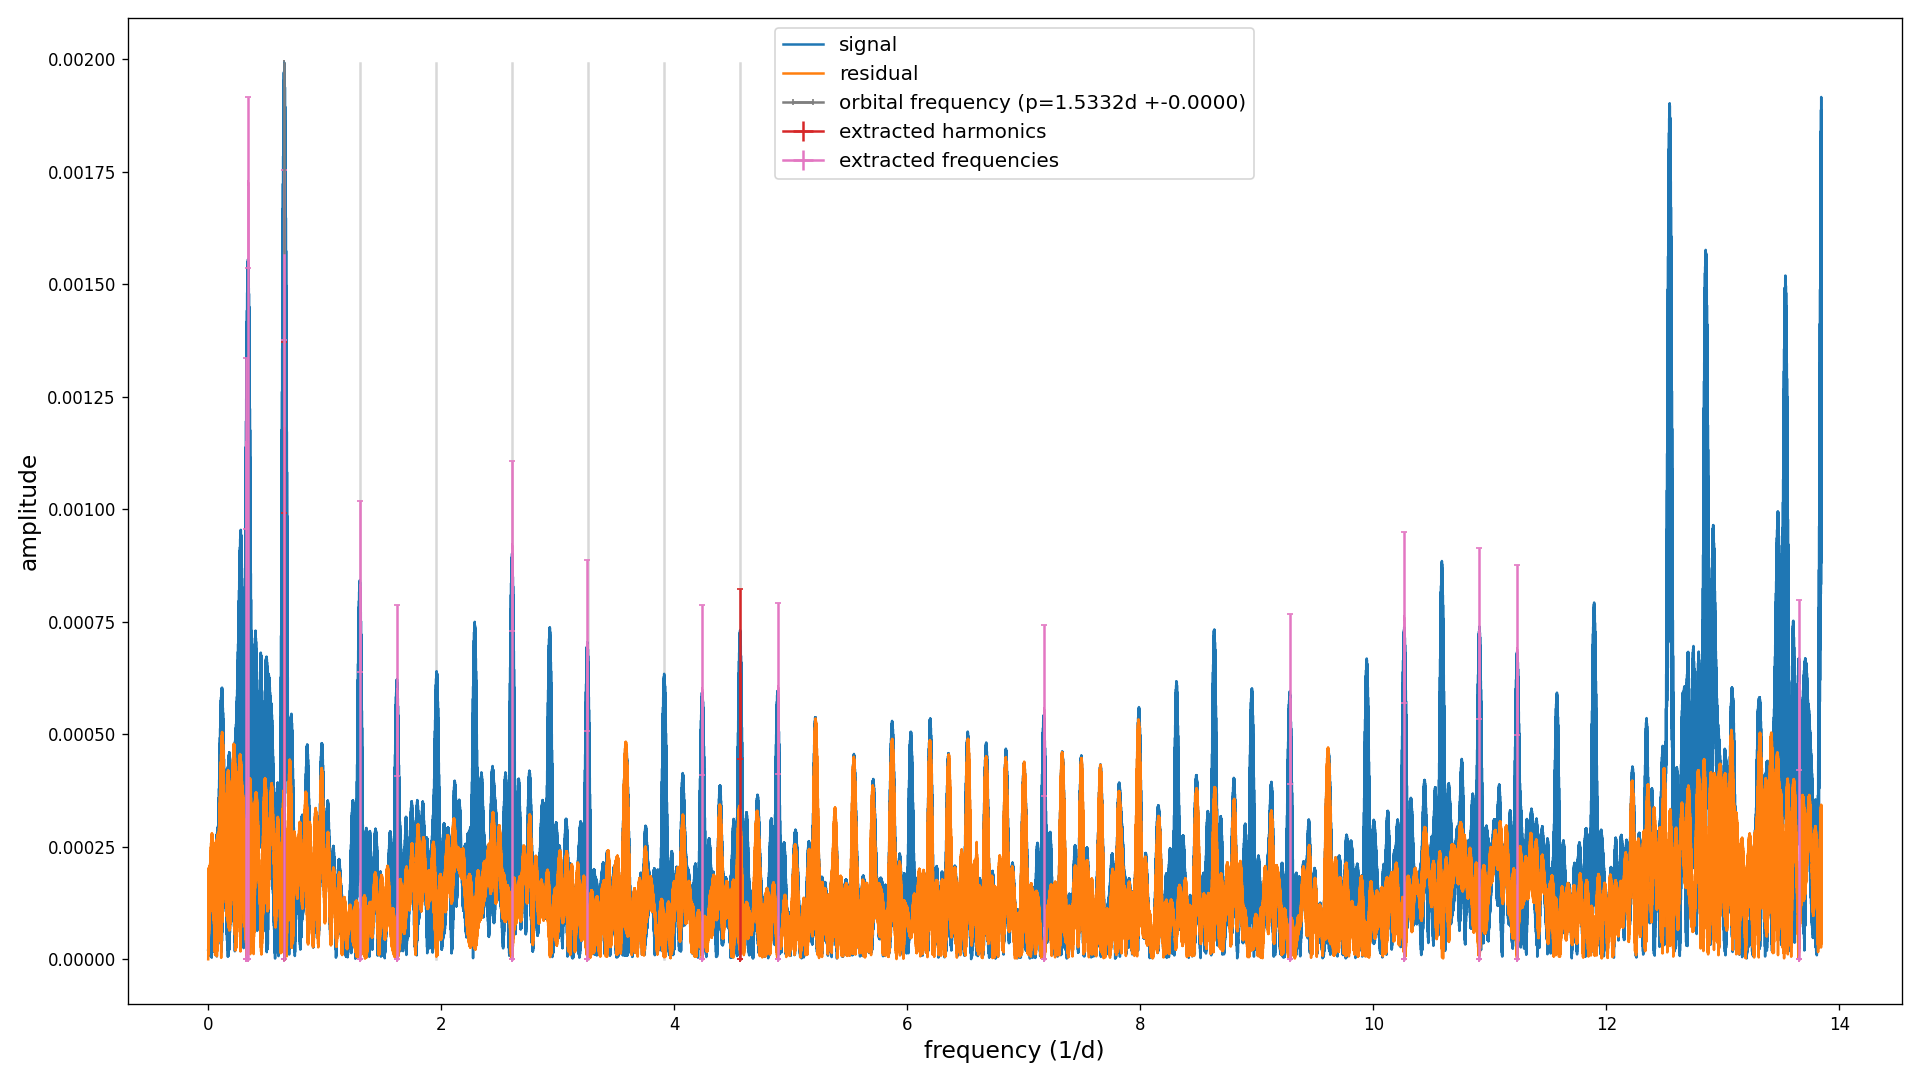 signal
residual
orbital frequency (p=1.5332d +-0.0000)
extracted harmonics
extracted frequencies
0.00200
0.00175
0.00150
0.00125
0.00100
0.00075
0.00050
0.00025
0.00000
amplitude
0 2 4 6 8 10 12 14
frequency (1/d)